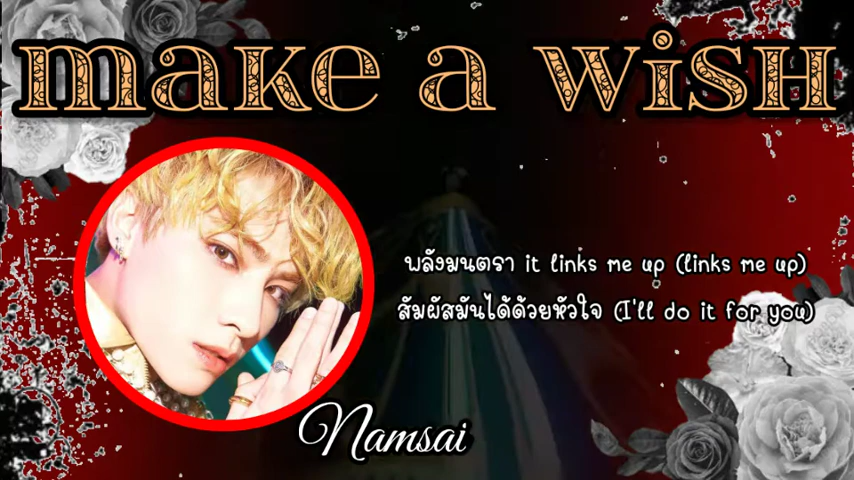 make a wish
พลังมนตรา it links me up (links me up)
สัมผัสมันได้ด้วยหัวใจ (I'll do it for you)
Namsai